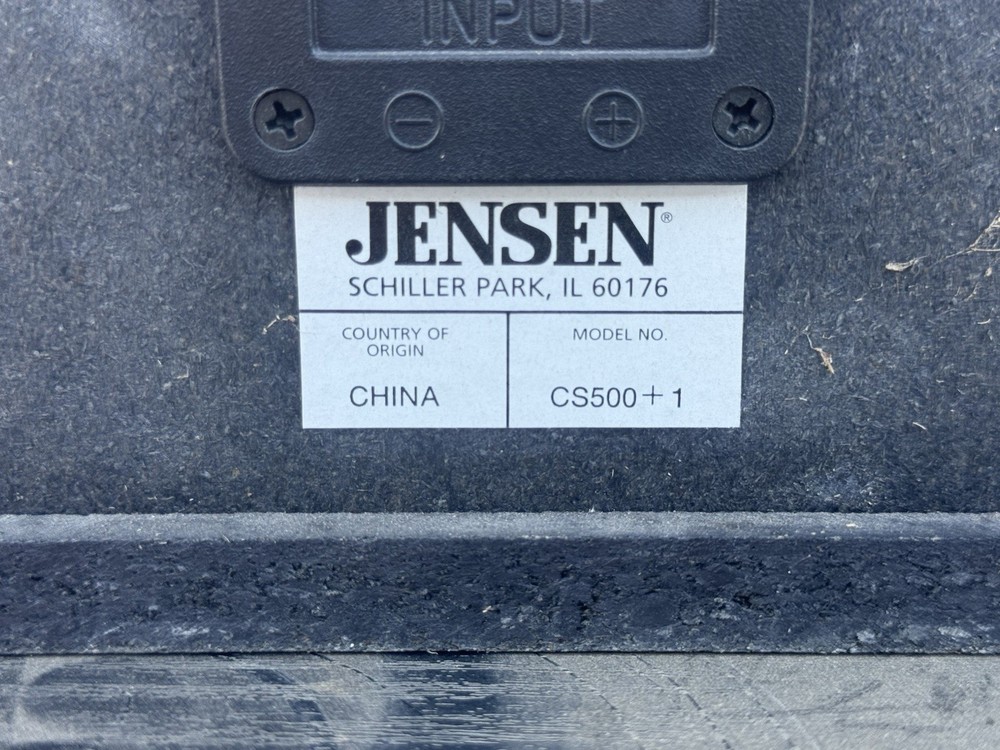 INPUT
− +
JENSEN®
SCHILLER PARK, IL 60176
COUNTRY OF
ORIGIN
CHINA
MODEL NO.
CS500+1